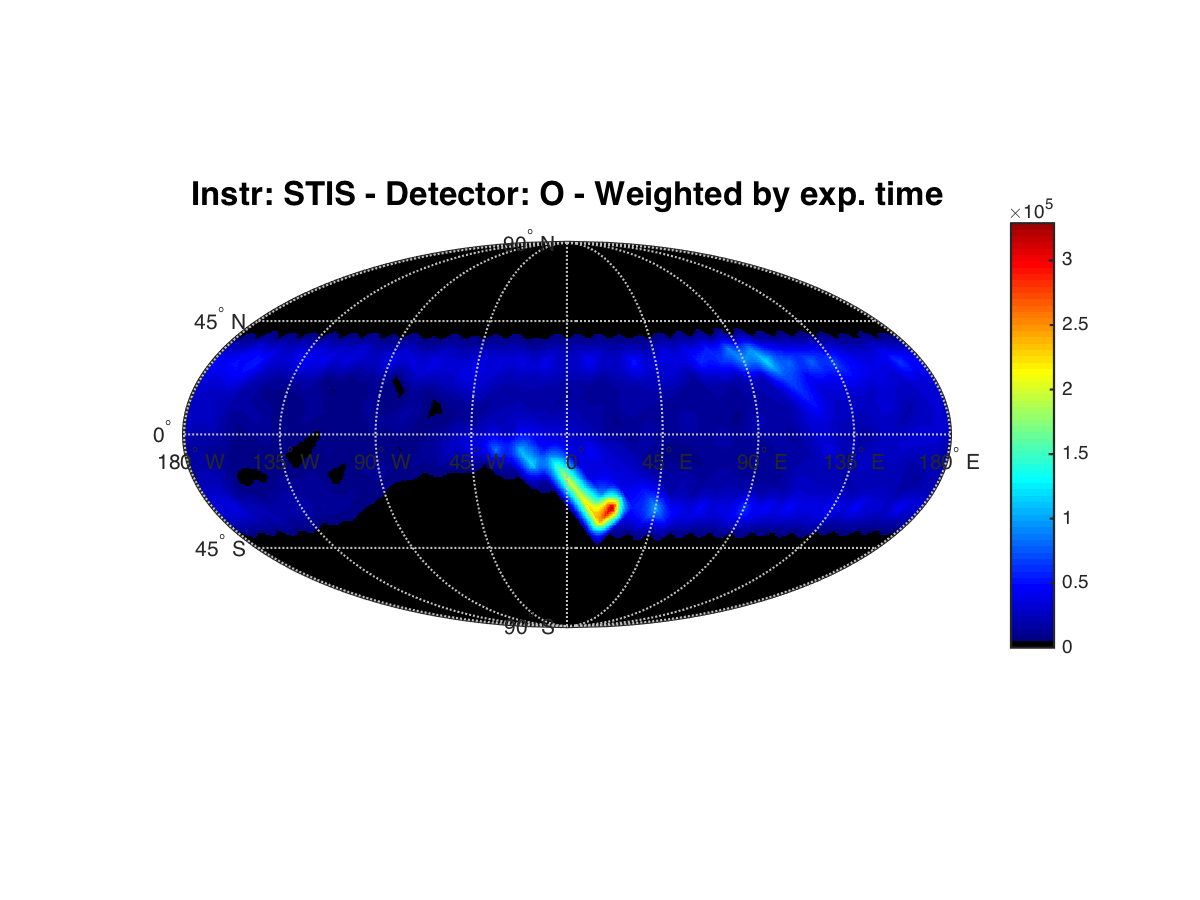 Instr: STIS - Detector: O - Weighted by exp. time
×10⁵
90° N
45° N
0°
180° W 135° W 90° W 45° W 0° 45° E 90° E 135° E 180° E
45° S
90° S
3
2.5
2
1.5
1
0.5
0